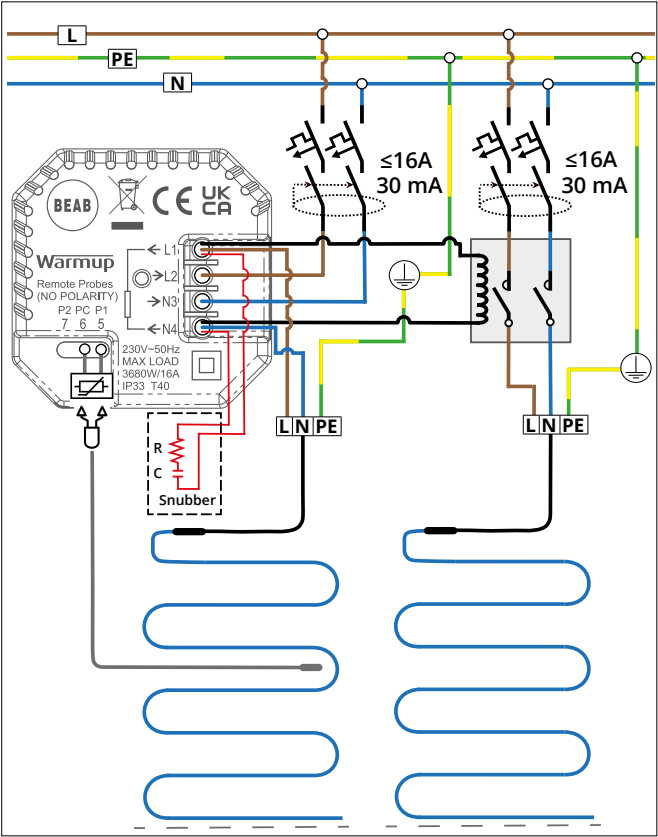 L
PE
N
≤16A
30 mA
≤16A
30 mA
BEAB
CE
UK
CA
Warmup
Remote Probes
(NO POLARITY)
P2 PC P1
7 6 5
L1
L2
N3
N4
230V~50Hz
MAX LOAD
3680W/16A
IP33 T40
L N PE
L N PE
R
C
Snubber